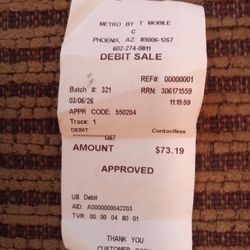 METRO BY T MOBILE
C
PHOENIX, AZ. 85006-1267
602-274-0811
DEBIT SALE
REF#: 00000001
Batch #: 321 RRN: 306171559
03/06/26 11:15:59
APPR CODE: 550204
Trace: 1
DEBIT Contactless
************1367
AMOUNT $73.19
APPROVED
US Debit
AID: A0000000042203
TVR: 00 00 04 80 01
THANK YOU
CUSTOMER COPY